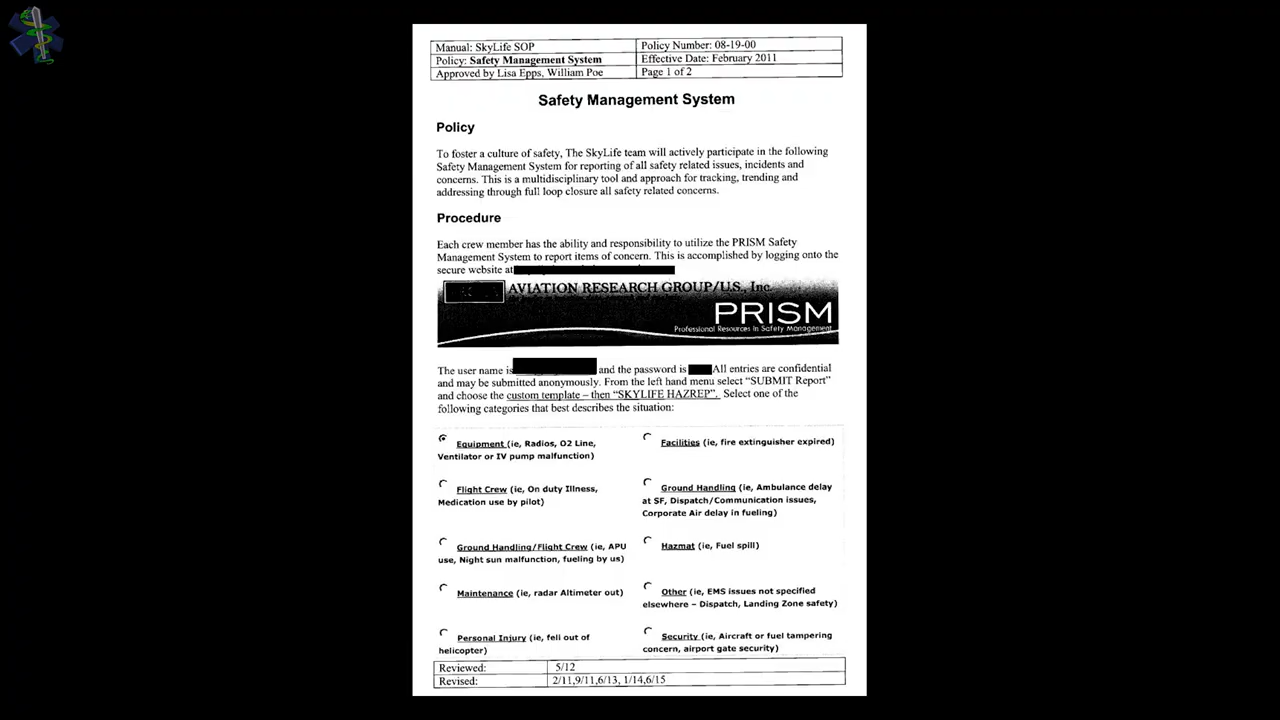 Manual: SkyLife SOP
Policy Number: 08-19-00
Policy: Safety Management System
Effective Date: February 2011
Approved by Lisa Epps, William Poe
Page 1 of 2
Safety Management System
Policy
To foster a culture of safety, The SkyLife team will actively participate in the following
Safety Management System for reporting of all safety related issues, incidents and
concerns. This is a multidisciplinary tool and approach for tracking, trending and
addressing through full loop closure all safety related concerns.
Procedure
Each crew member has the ability and responsibility to utilize the PRISM Safety
Management System to report items of concern. This is accomplished by logging onto the
secure website at
AVIATION RESEARCH GROUP/U.S., Inc.
PRISM
Professional Resources In Safety Management
The user name is and the password is All entries are confidential
and may be submitted anonymously. From the left hand menu select “SUBMIT Report”
and choose the custom template – then “SKYLIFE HAZREP”. Select one of the
following categories that best describes the situation:
Equipment (ie, Radios, O2 Line,
Ventilator or IV pump malfunction)
Facilities (ie, fire extinguisher expired)
Flight Crew (ie, On duty Illness,
Medication use by pilot)
Ground Handling (ie, Ambulance delay
at SF, Dispatch/Communication issues,
Corporate Air delay in fueling)
Ground Handling/Flight Crew (ie, APU
use, Night sun malfunction, fueling by us)
Hazmat (ie, Fuel spill)
Maintenance (ie, radar Altimeter out)
Other (ie, EMS issues not specified
elsewhere – Dispatch, Landing Zone safety)
Personal Injury (ie, fell out of
helicopter)
Security (ie, Aircraft or fuel tampering
concern, airport gate security)
Reviewed: 5/12
Revised: 2/11,9/11,6/13, 1/14,6/15